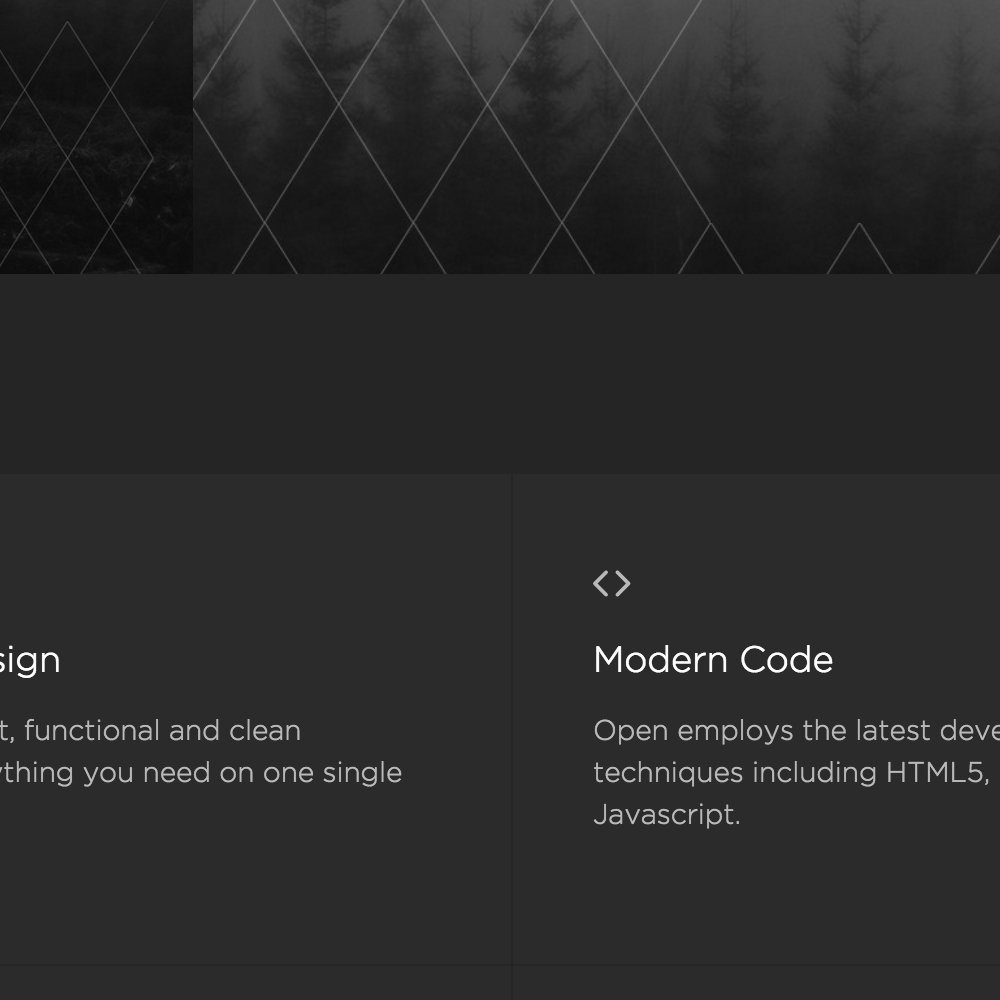 sign
t, functional and clean
ything you need on one single
Modern Code
Open employs the latest deve
techniques including HTML5,
Javascript.